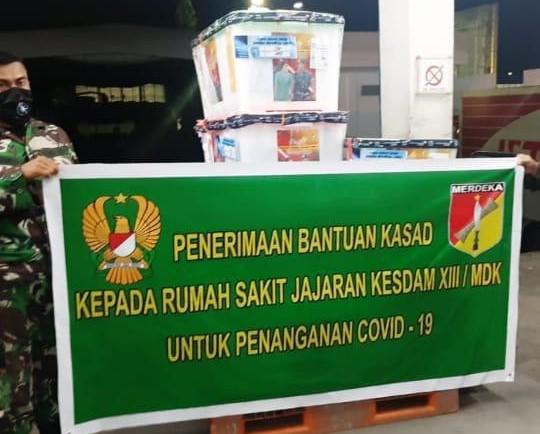 MERDEKA
PENERIMAAN BANTUAN KASAD
KEPADA RUMAH SAKIT JAJARAN KESDAM XIII / MDK
UNTUK PENANGANAN COVID - 19